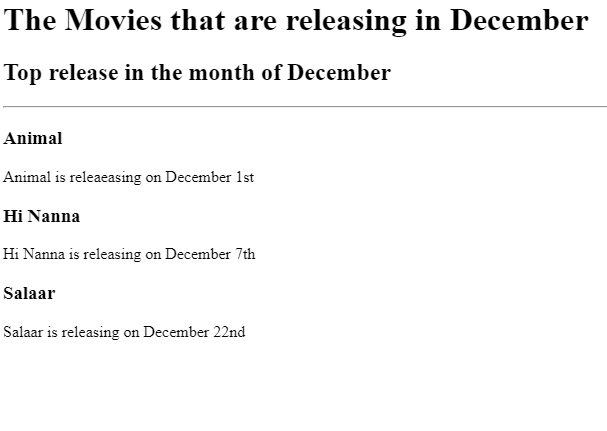 The Movies that are releasing in December
Top release in the month of December
Animal
Animal is releaeasing on December 1st
Hi Nanna
Hi Nanna is releasing on December 7th
Salaar
Salaar is releasing on December 22nd